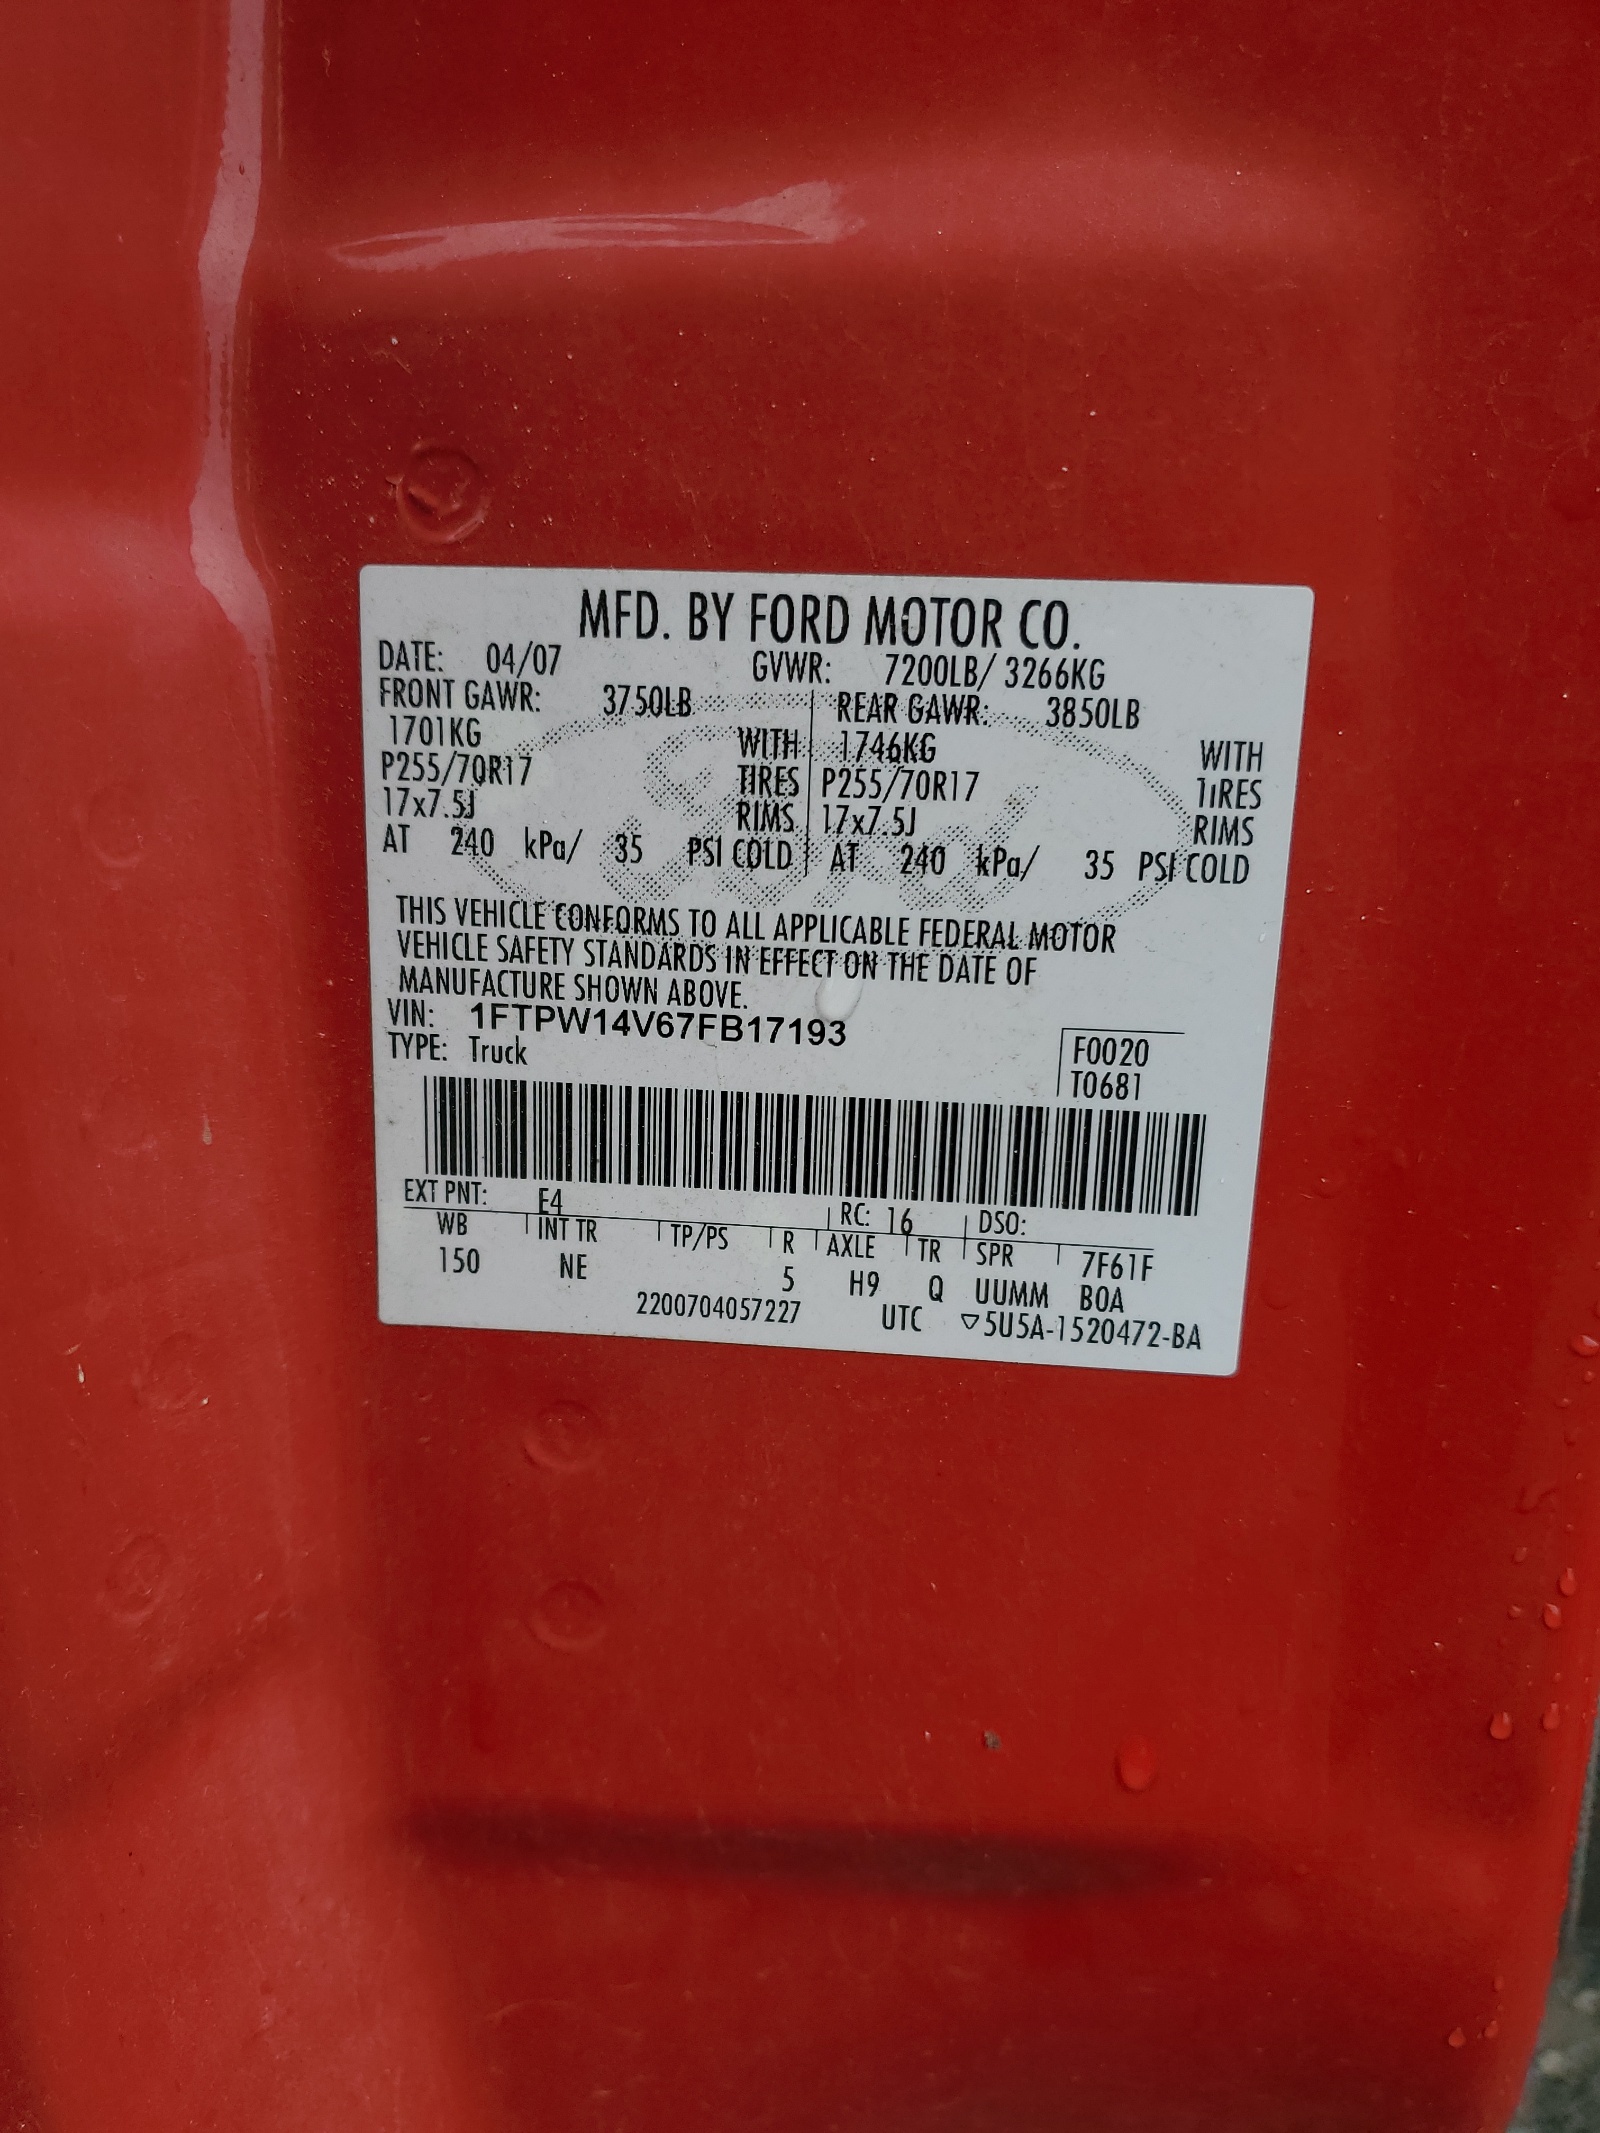 MFD. BY FORD MOTOR CO.
DATE: 04/07 GVWR: 7200LB/ 3266KG
FRONT GAWR: 3750LB REAR GAWR: 3850LB
1701KG WITH 1746KG WITH
P255/70R17 TIRES P255/70R17 TIRES
17x7.5J RIMS 17x7.5J RIMS
AT 240 kPa/ 35 PSI COLD AT 240 kPa/ 35 PSI COLD
THIS VEHICLE CONFORMS TO ALL APPLICABLE FEDERAL MOTOR
VEHICLE SAFETY STANDARDS IN EFFECT ON THE DATE OF
MANUFACTURE SHOWN ABOVE.
VIN: 1FTPW14V67FB17193
TYPE: Truck
F0020
T0681
EXT PNT: E4 RC: 16 DSO:
WB INT TR TP/PS R AXLE TR SPR 7F61F
150 NE 5 H9 Q UUMM BOA
2200704057227 UTC ▽5U5A-1520472-BA